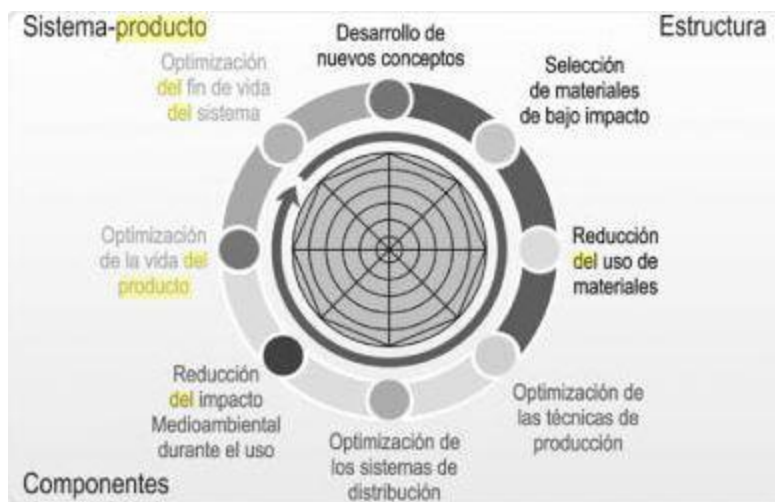 Sistema-producto
Estructura
Desarrollo de
nuevos conceptos
Selección
de materiales
de bajo impacto
Reducción
del uso de
materiales
Optimización de
las técnicas de
producción
Optimización de
los sistemas de
distribución
Reducción
del impacto
Medioambiental
durante el uso
Optimización
de la vida del
producto
Optimización
del fin de vida
del sistema
Componentes